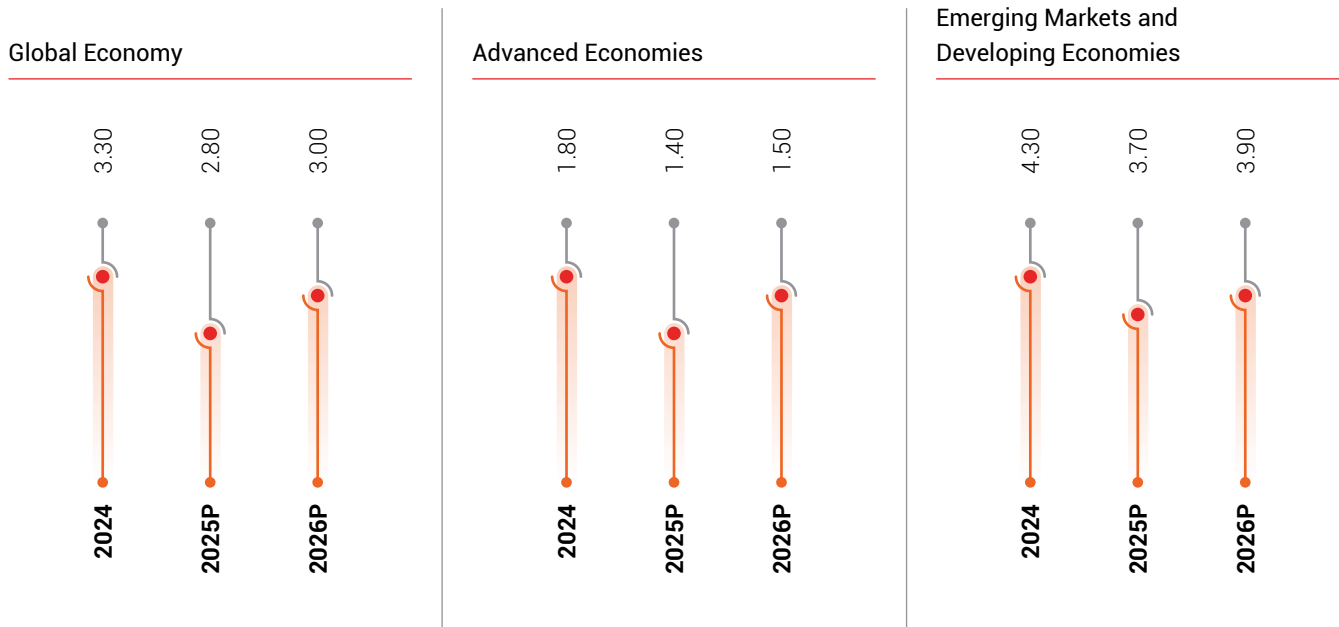 Global Economy
3.30
2.80
3.00
2024
2025P
2026P
Advanced Economies
1.80
1.40
1.50
2024
2025P
2026P
Emerging Markets and
Developing Economies
4.30
3.70
3.90
2024
2025P
2026P